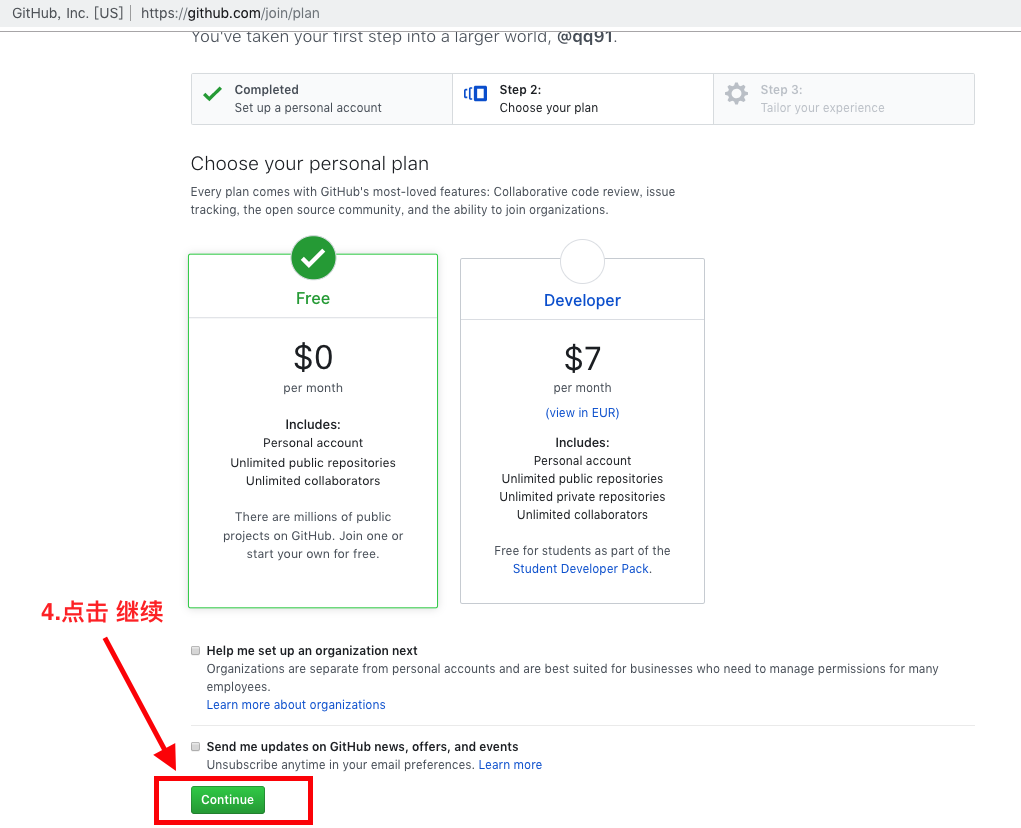 GitHub, Inc. [US] https://github.com/join/plan
You've taken your first step into a larger world, @qq91.
Completed
Set up a personal account
Step 2:
Choose your plan
Step 3:
Tailor your experience
Choose your personal plan
Every plan comes with GitHub's most-loved features: Collaborative code review, issue
tracking, the open source community, and the ability to join organizations.
Free
$0
per month
Includes:
Personal account
Unlimited public repositories
Unlimited collaborators
There are millions of public
projects on GitHub. Join one or
start your own for free.
Developer
$7
per month
(view in EUR)
Includes:
Personal account
Unlimited public repositories
Unlimited private repositories
Unlimited collaborators
Free for students as part of the
Student Developer Pack.
4.点击 继续
Help me set up an organization next
Organizations are separate from personal accounts and are best suited for businesses who need to manage permissions for many
employees.
Learn more about organizations
Send me updates on GitHub news, offers, and events
Unsubscribe anytime in your email preferences. Learn more
Continue